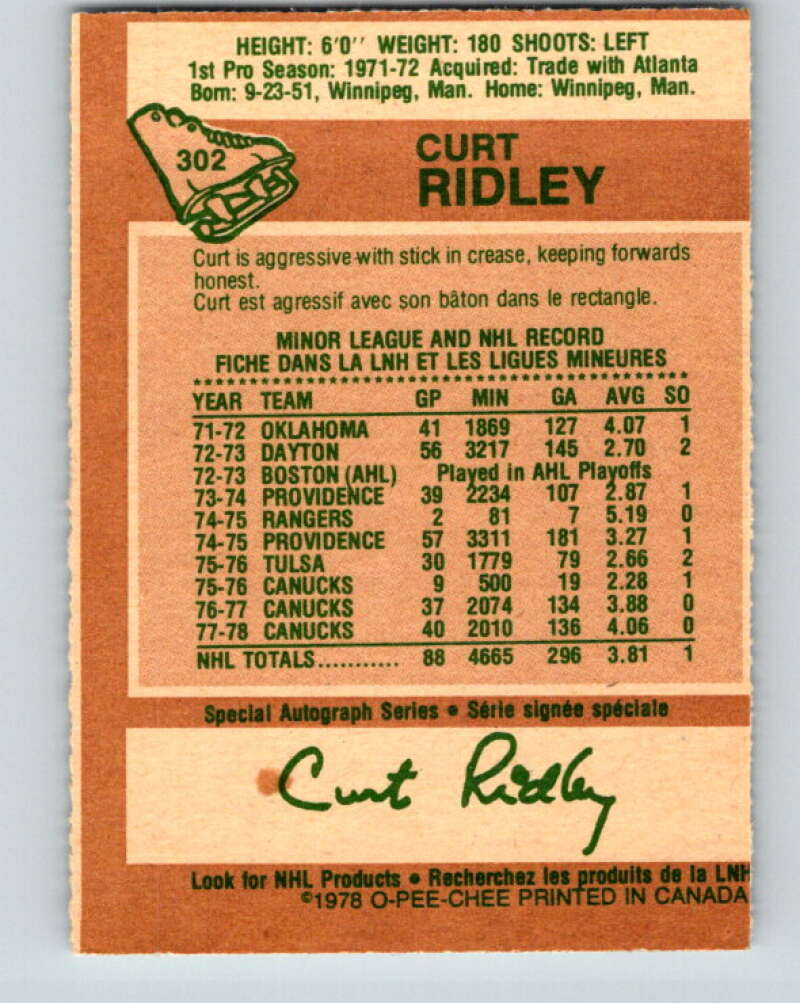 HEIGHT: 6'0'' WEIGHT: 180 SHOOTS: LEFT
1st Pro Season: 1971-72 Acquired: Trade with Atlanta
Born: 9-23-51, Winnipeg, Man. Home: Winnipeg, Man.
302
CURT
RIDLEY
Curt is aggressive with stick in crease, keeping forwards
honest.
Curt est agressif avec son bâton dans le rectangle.
MINOR LEAGUE AND NHL RECORD
FICHE DANS LA LNH ET LES LIGUES MINEURES
YEAR TEAM GP MIN GA AVG SO
71-72 OKLAHOMA 41 1869 127 4.07 1
72-73 DAYTON 56 3217 145 2.70 2
72-73 BOSTON (AHL) Played in AHL Playoffs
73-74 PROVIDENCE 39 2234 107 2.87 1
74-75 RANGERS 2 81 7 5.19 0
74-75 PROVIDENCE 57 3311 181 3.27 1
75-76 TULSA 30 1779 79 2.66 2
75-76 CANUCKS 9 500 19 2.28 1
76-77 CANUCKS 37 2074 134 3.88 0
77-78 CANUCKS 40 2010 136 4.06 0
NHL TOTALS........... 88 4665 296 3.81 1
Special Autograph Series • Série signée spéciale
Curt Ridley
Look for NHL Products • Recherchez les produits de la LNH
©1978 O-PEE-CHEE PRINTED IN CANADA